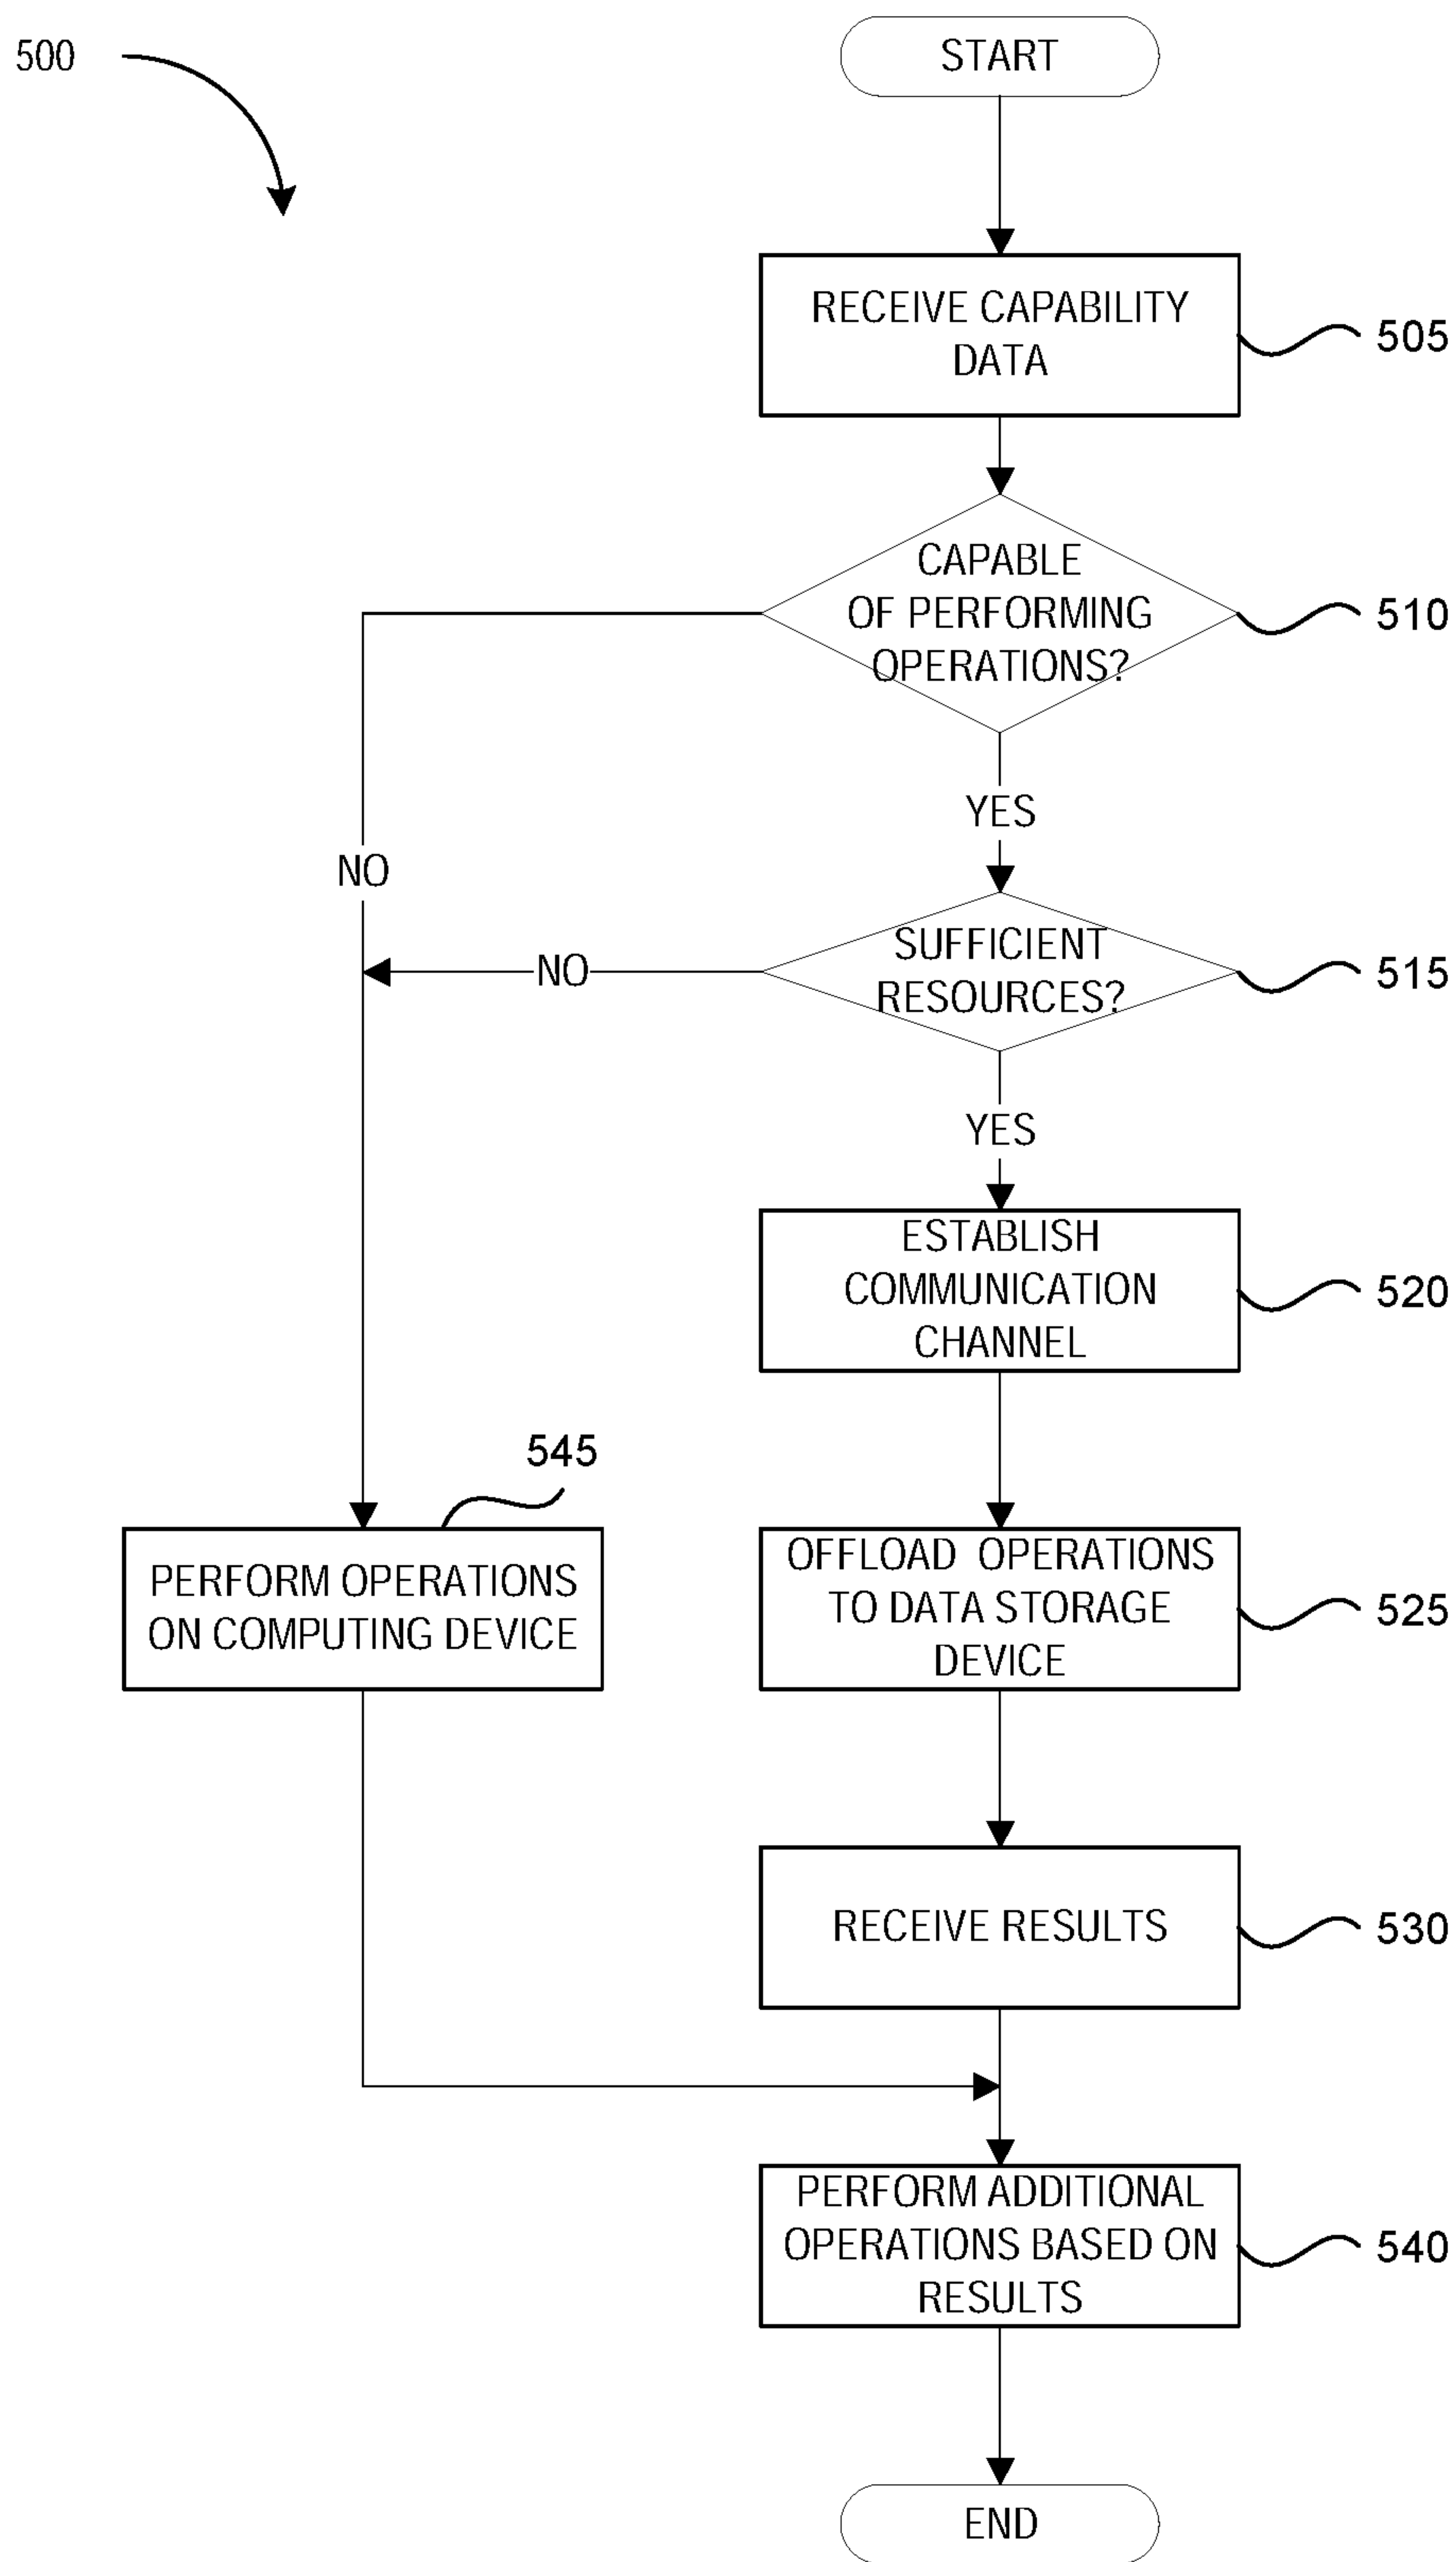 500
START
RECEIVE CAPABILITY
DATA
505
CAPABLE
OF PERFORMING
OPERATIONS?
510
YES
NO
SUFFICIENT
RESOURCES?
515
NO
YES
ESTABLISH
COMMUNICATION
CHANNEL
520
545
PERFORM OPERATIONS
ON COMPUTING DEVICE
OFFLOAD OPERATIONS
TO DATA STORAGE
DEVICE
525
RECEIVE RESULTS
530
PERFORM ADDITIONAL
OPERATIONS BASED ON
RESULTS
540
END